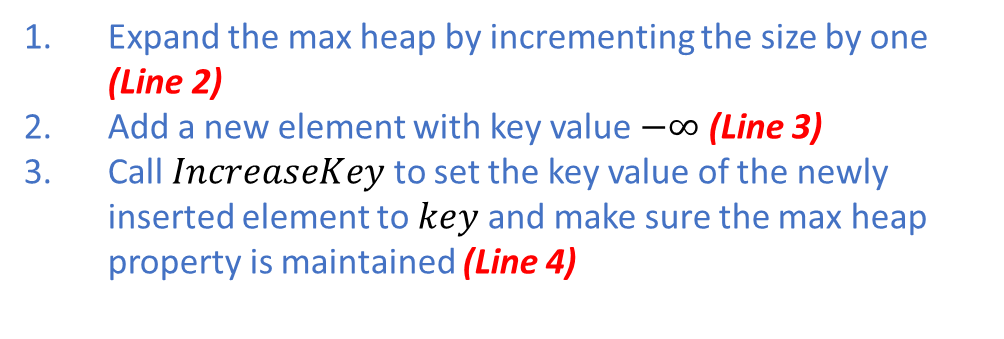 1. Expand the max heap by incrementing the size by one
(Line 2)
2. Add a new element with key value −∞ (Line 3)
3. Call IncreaseKey to set the key value of the newly
inserted element to key and make sure the max heap
property is maintained (Line 4)